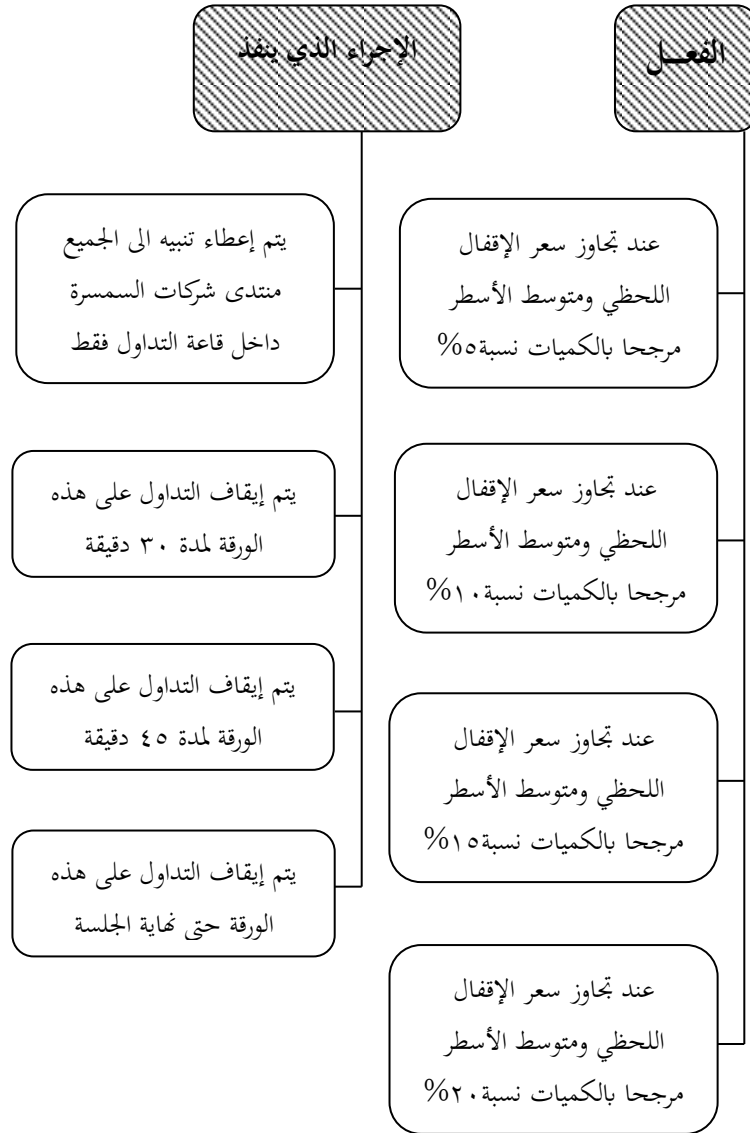 الفعـــل
عند تجاوز سعر الإقفال
اللحظي ومتوسط الأسطر
مرجحا بالكميات نسبة٥%
عند تجاوز سعر الإقفال
اللحظي ومتوسط الأسطر
مرجحا بالكميات نسبة١٠%
عند تجاوز سعر الإقفال
اللحظي ومتوسط الأسطر
مرجحا بالكميات نسبة١٥%
عند تجاوز سعر الإقفال
اللحظي ومتوسط الأسطر
مرجحا بالكميات نسبة٢٠%
الإجراء الذي ينفذ
يتم إعطاء تنبيه الى الجميع
منتدى شركات السمسرة
داخل قاعة التداول فقط
يتم إيقاف التداول على هذه
الورقة لمدة ٣٠ دقيقة
يتم إيقاف التداول على هذه
الورقة لمدة ٤٥ دقيقة
يتم إيقاف التداول على هذه
الورقة حتى نهاية الجلسة